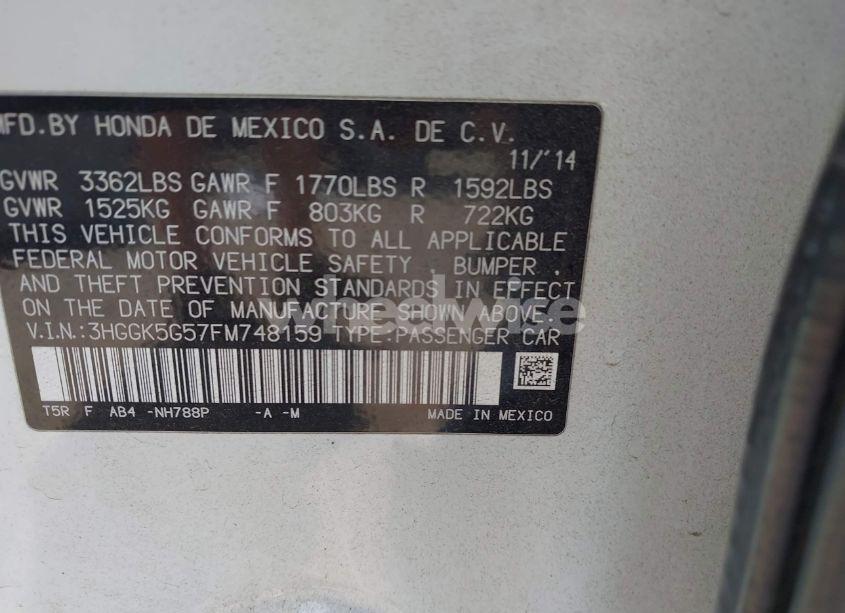 MFD.BY HONDA DE MEXICO S.A. DE C.V.
11/'14
GVWR 3362LBS GAWR F 1770LBS R 1592LBS
GVWR 1525KG GAWR F 803KG R 722KG
THIS VEHICLE CONFORMS TO ALL APPLICABLE
FEDERAL MOTOR VEHICLE SAFETY , BUMPER ,
AND THEFT PREVENTION STANDARDS IN EFFECT
ON THE DATE OF MANUFACTURE SHOWN ABOVE.
V.I.N.:3HGGK5G57FM748159 TYPE:PASSENGER CAR
wheelwise
T5R F AB4 -NH788P -A -M MADE IN MEXICO